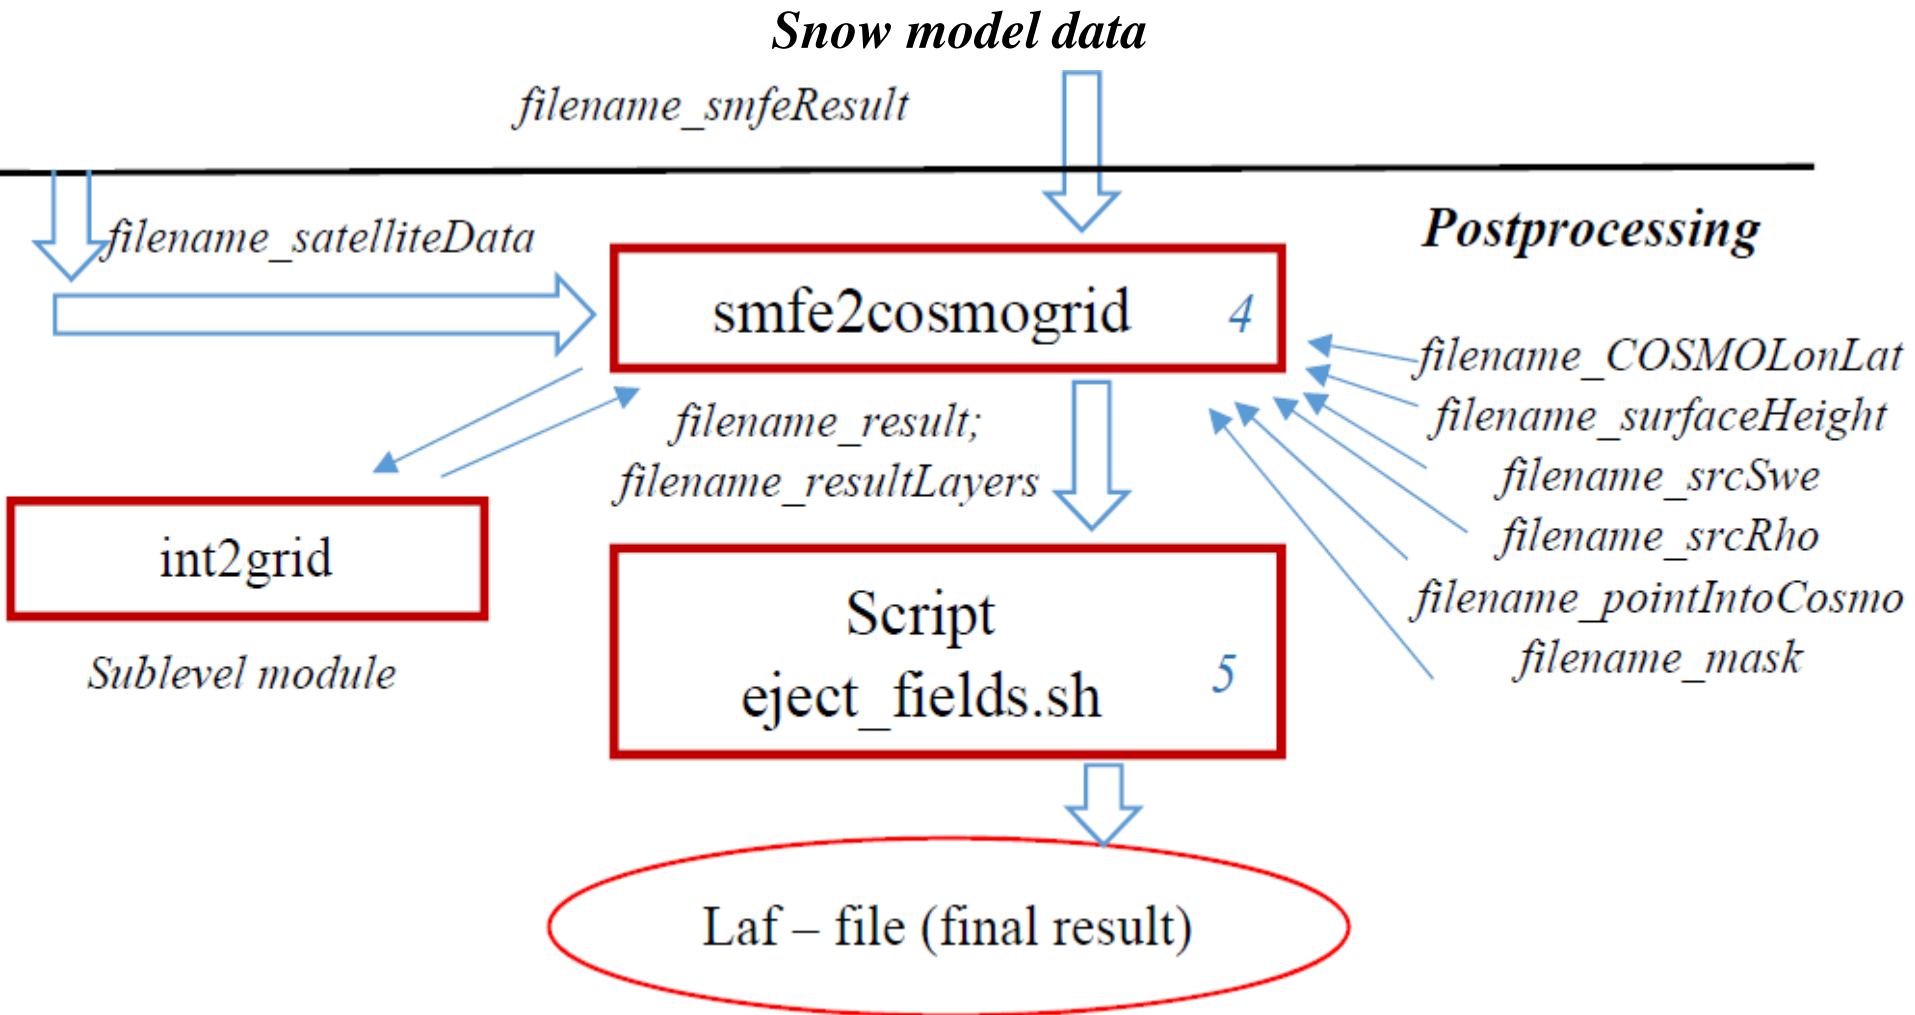 Snow model data
filename_smfeResult
filename_satelliteData
Postprocessing
smfe2cosmogrid 4
filename_COSMOLonLat
filename_surfaceHeight
filename_srcSwe
filename_srcRho
filename_pointIntoCosmo
filename_mask
filename_result;
filename_resultLayers
int2grid
Sublevel module
Script
eject_fields.sh 5
Laf – file (final result)